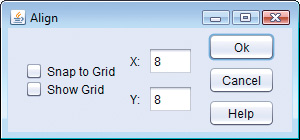 Align
Snap to Grid
Show Grid
X: 8
Y: 8
Ok
Cancel
Help